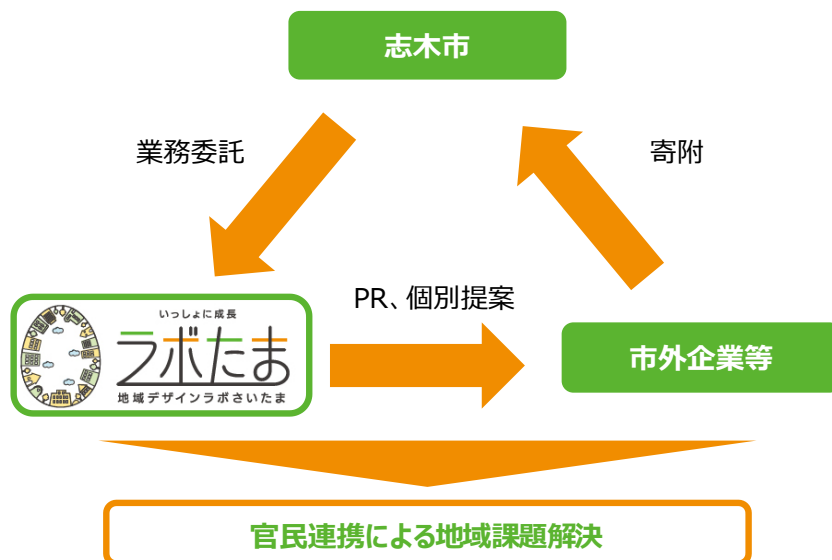 志木市
業務委託
寄附
PR、個別提案
いっしょに成長
ラボたま
地域デザインラボさいたま
市外企業等
官民連携による地域課題解決